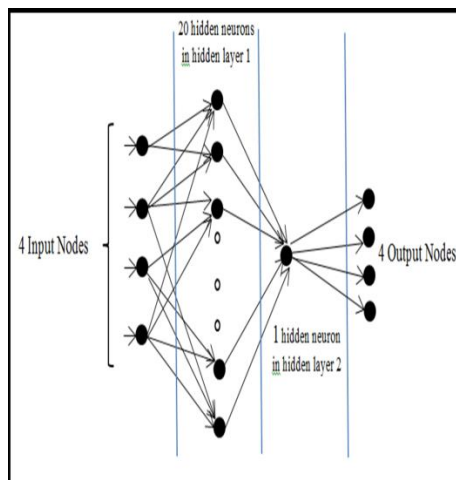 20 hidden neurons
in hidden layer 1
4 Input Nodes
4 Output Nodes
1 hidden neuron
in hidden layer 2